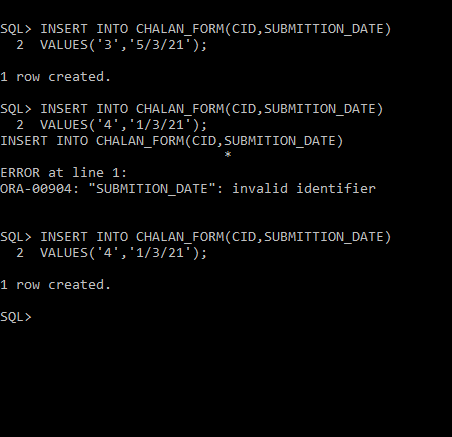 SQL> INSERT INTO CHALAN_FORM(CID,SUBMITTION_DATE)
2 VALUES('3','5/3/21');
1 row created.
SQL> INSERT INTO CHALAN_FORM(CID,SUBMITION_DATE)
2 VALUES('4','1/3/21');
INSERT INTO CHALAN_FORM(CID,SUBMITION_DATE)
*
ERROR at line 1:
ORA-00904: "SUBMITION_DATE": invalid identifier
SQL> INSERT INTO CHALAN_FORM(CID,SUBMITTION_DATE)
2 VALUES('4','1/3/21');
1 row created.
SQL>